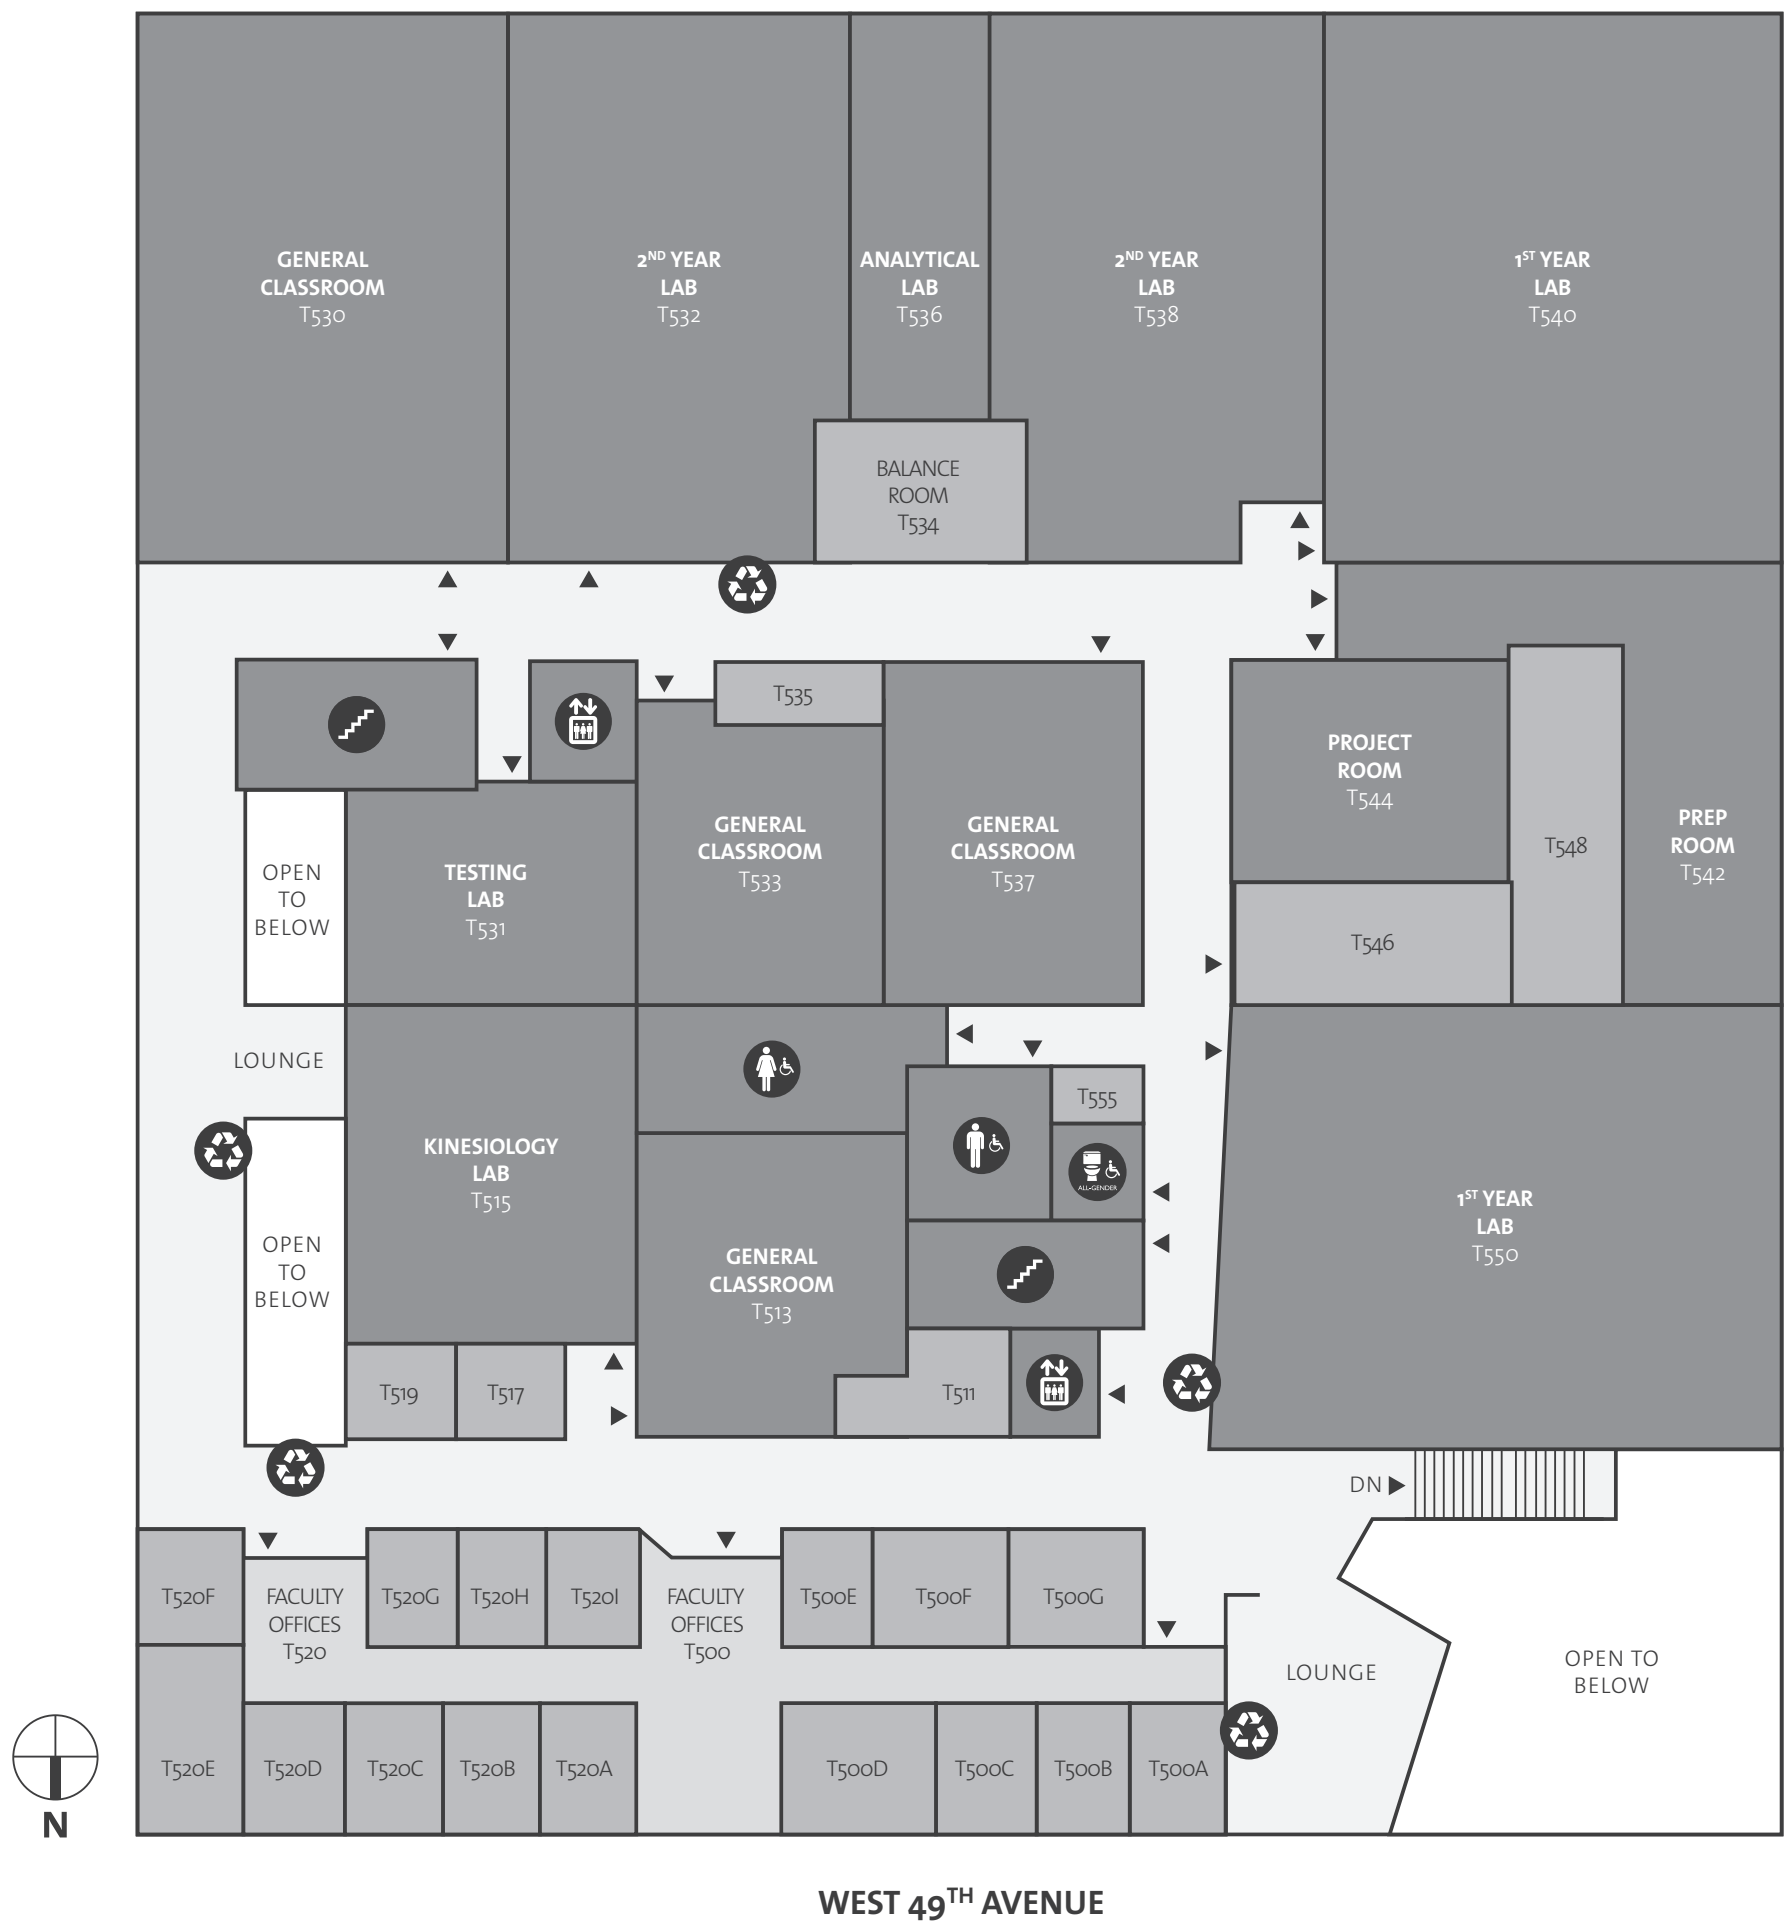 GENERAL
CLASSROOM
T530
2ND YEAR
LAB
T532
ANALYTICAL
LAB
T536
2ND YEAR
LAB
T538
1ST YEAR
LAB
T540
BALANCE
ROOM
T534
T535
PROJECT
ROOM
T544
T548
PREP
ROOM
T542
GENERAL
CLASSROOM
T533
GENERAL
CLASSROOM
T537
OPEN
TO
BELOW
TESTING
LAB
T531
T546
LOUNGE
T555
KINESIOLOGY
LAB
T515
ALL-GENDER
1ST YEAR
LAB
T550
OPEN
TO
BELOW
GENERAL
CLASSROOM
T513
T519
T517
T511
DN
T520F
FACULTY
OFFICES
T520
T520G
T520H
T520I
FACULTY
OFFICES
T500
T500E
T500F
T500G
LOUNGE
OPEN TO
BELOW
T520E
T520D
T520C
T520B
T520A
T500D
T500C
T500B
T500A
N
WEST 49TH AVENUE